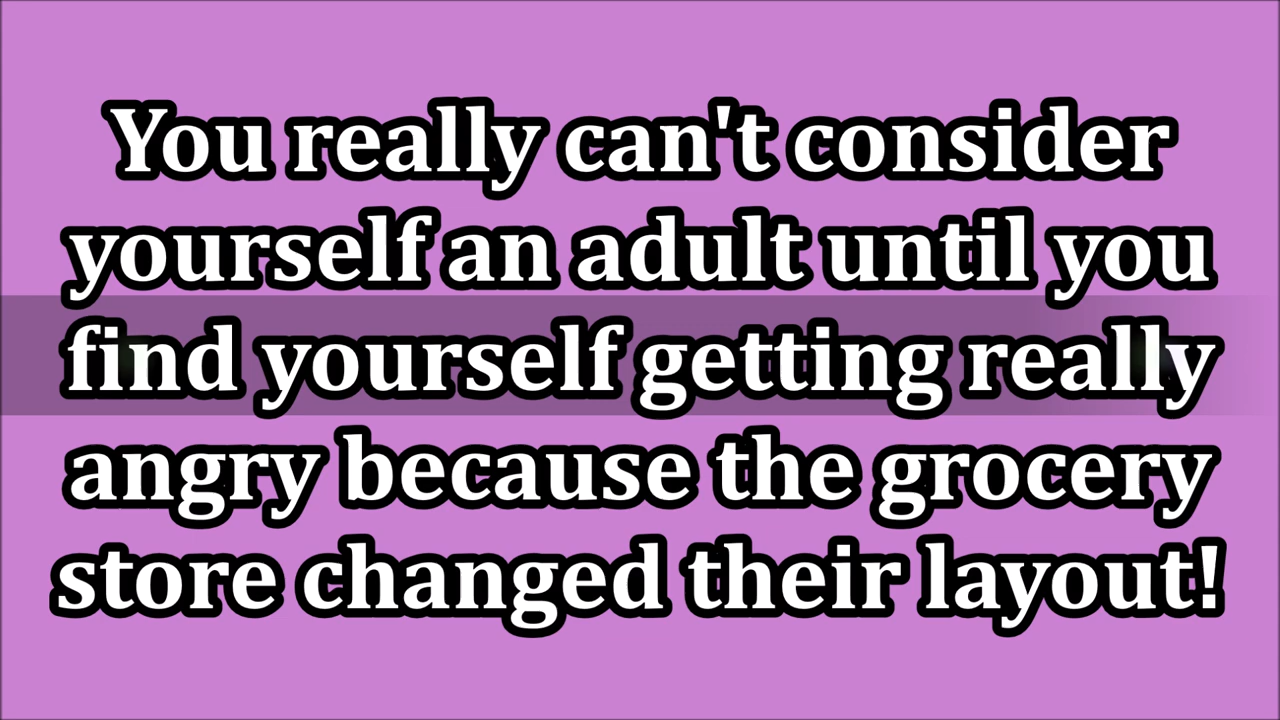 You really can't consider
yourself an adult until you
find yourself getting really
angry because the grocery
store changed their layout!